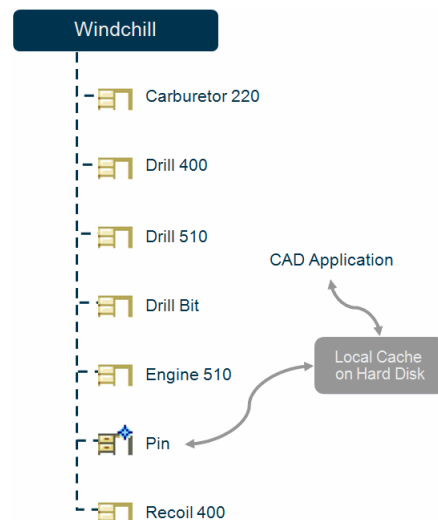 Windchill
Carburetor 220
Drill 400
Drill 510
CAD Application
Drill Bit
Local Cache
on Hard Disk
Engine 510
Pin
Recoil 400